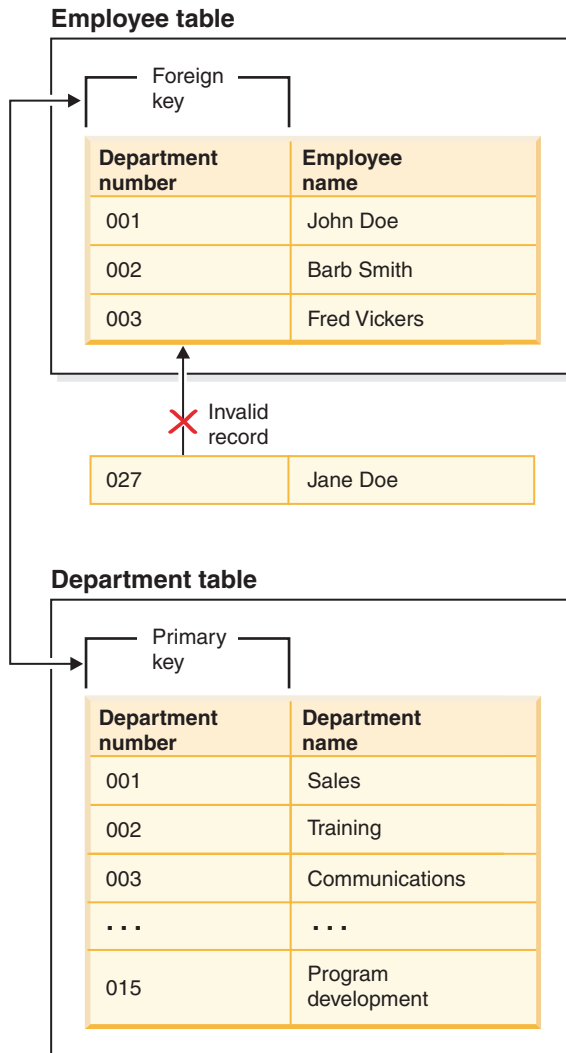 Employee table
Foreign
key
Department number Employee name
001 John Doe
002 Barb Smith
003 Fred Vickers
Invalid
record
027 Jane Doe
Department table
Primary
key
Department number Department name
001 Sales
002 Training
003 Communications
. . . . . .
015 Program development